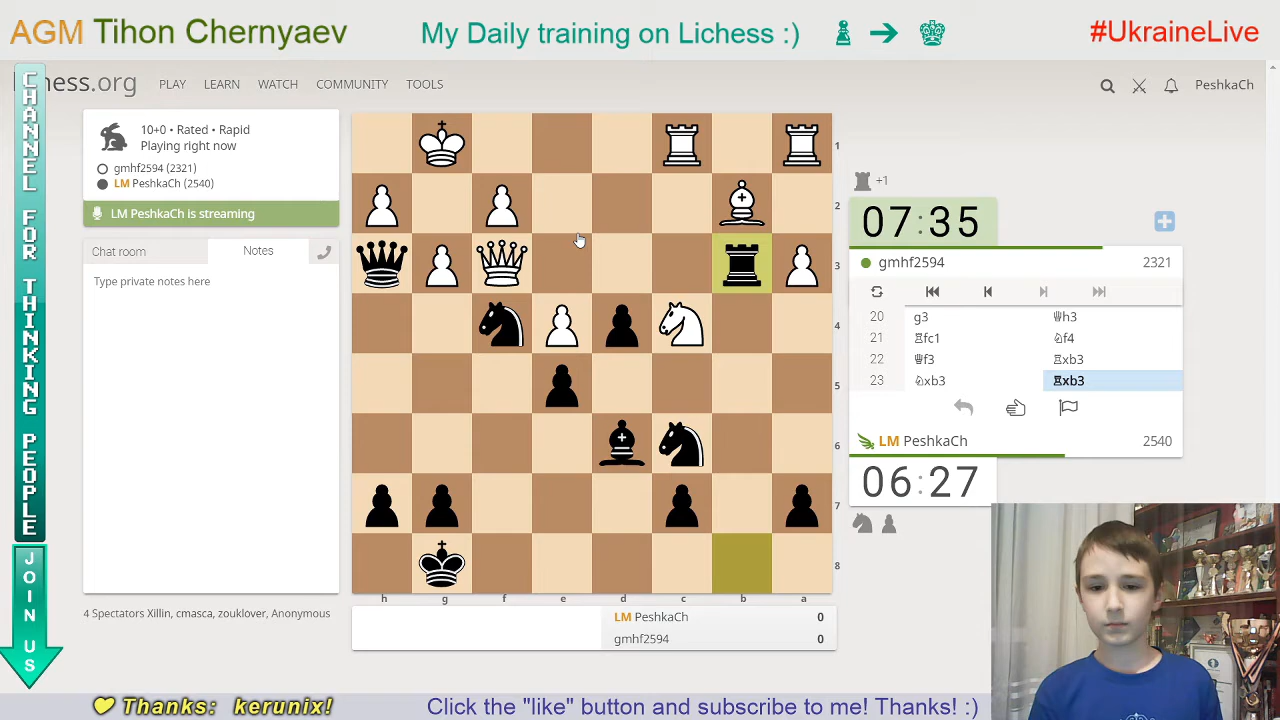 AGM Tihon Chernyaev
My Daily training on Lichess :)
#UkraineLive
CHANNEL FOR THINKING PEOPLE
JOIN US
hess.org
PLAY LEARN WATCH COMMUNITY TOOLS
PeshkaCh
10+0 • Rated • Rapid
Playing right now
gmhf2594 (2321)
LM PeshkaCh (2540)
LM PeshkaCh is streaming
Chat room Notes
Type private notes here
4 Spectators Xillin, cmasca, zouklover, Anonymous
1
2
3
4
5
6
7
8
h g f e d c b a
LM PeshkaCh 0
gmhf2594 0
+1
07:35
gmhf2594 2321
20 g3 ♕h3
21 ♖fc1 ♘f4
22 ♕f3 ♖xb3
23 ♘xb3 ♖xb3
LM PeshkaCh 2540
06:27
Thanks: kerunix!
Click the "like" button and subscribe to me! Thanks! :)